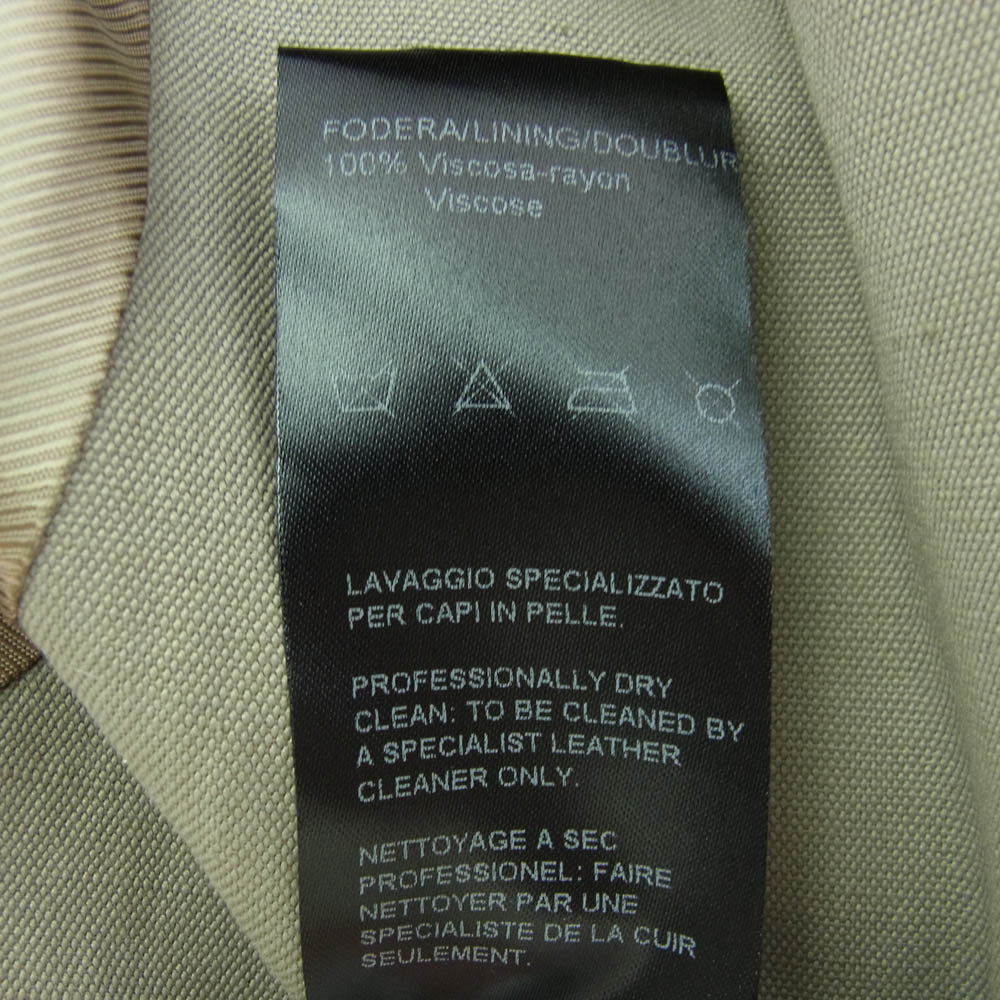 FODERA/LINING/DOUBLUR
100% Viscosa-rayon
Viscose
LAVAGGIO SPECIALIZZATO
PER CAPI IN PELLE.
PROFESSIONALLY DRY
CLEAN: TO BE CLEANED BY
A SPECIALIST LEATHER
CLEANER ONLY.
NETTOYAGE A SEC
PROFESSIONEL: FAIRE
NETTOYER PAR UNE
SPECIALISTE DE LA CUIR
SEULEMENT.